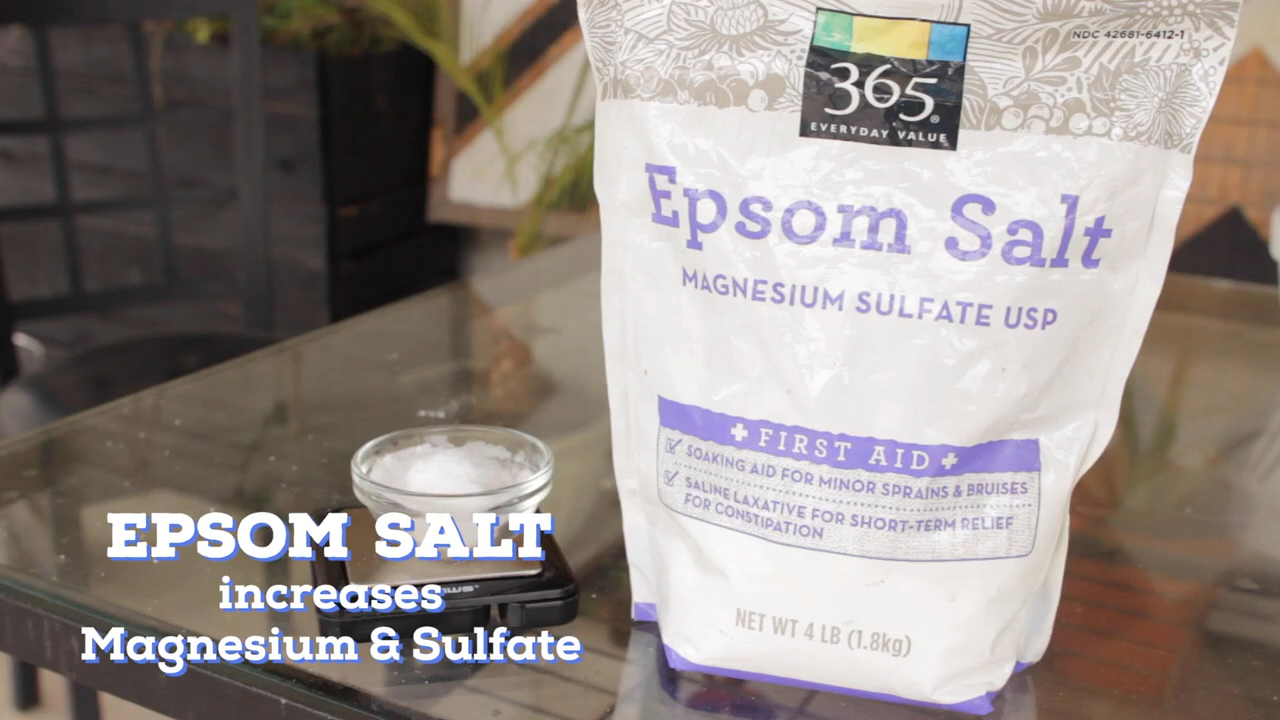 NDC 42681-6412-1
365®
EVERYDAY VALUE
Epsom Salt
MAGNESIUM SULFATE USP
FIRST AID
SOAKING AID FOR MINOR SPRAINS & BRUISES
SALINE LAXATIVE FOR SHORT-TERM RELIEF
FOR CONSTIPATION
NET WT 4 LB (1.8kg)
EPSOM SALT
increases
Magnesium & Sulfate